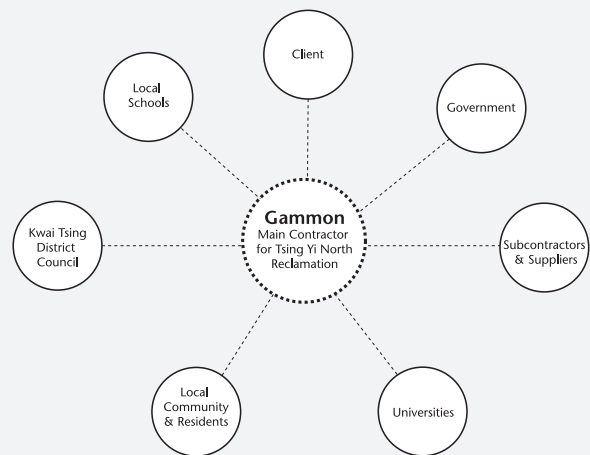 Client
Local
Schools
Government
Gammon
Main Contractor
for Tsing Yi North
Reclamation
Kwai Tsing
District
Council
Subcontractors
& Suppliers
Local
Community
& Residents
Universities